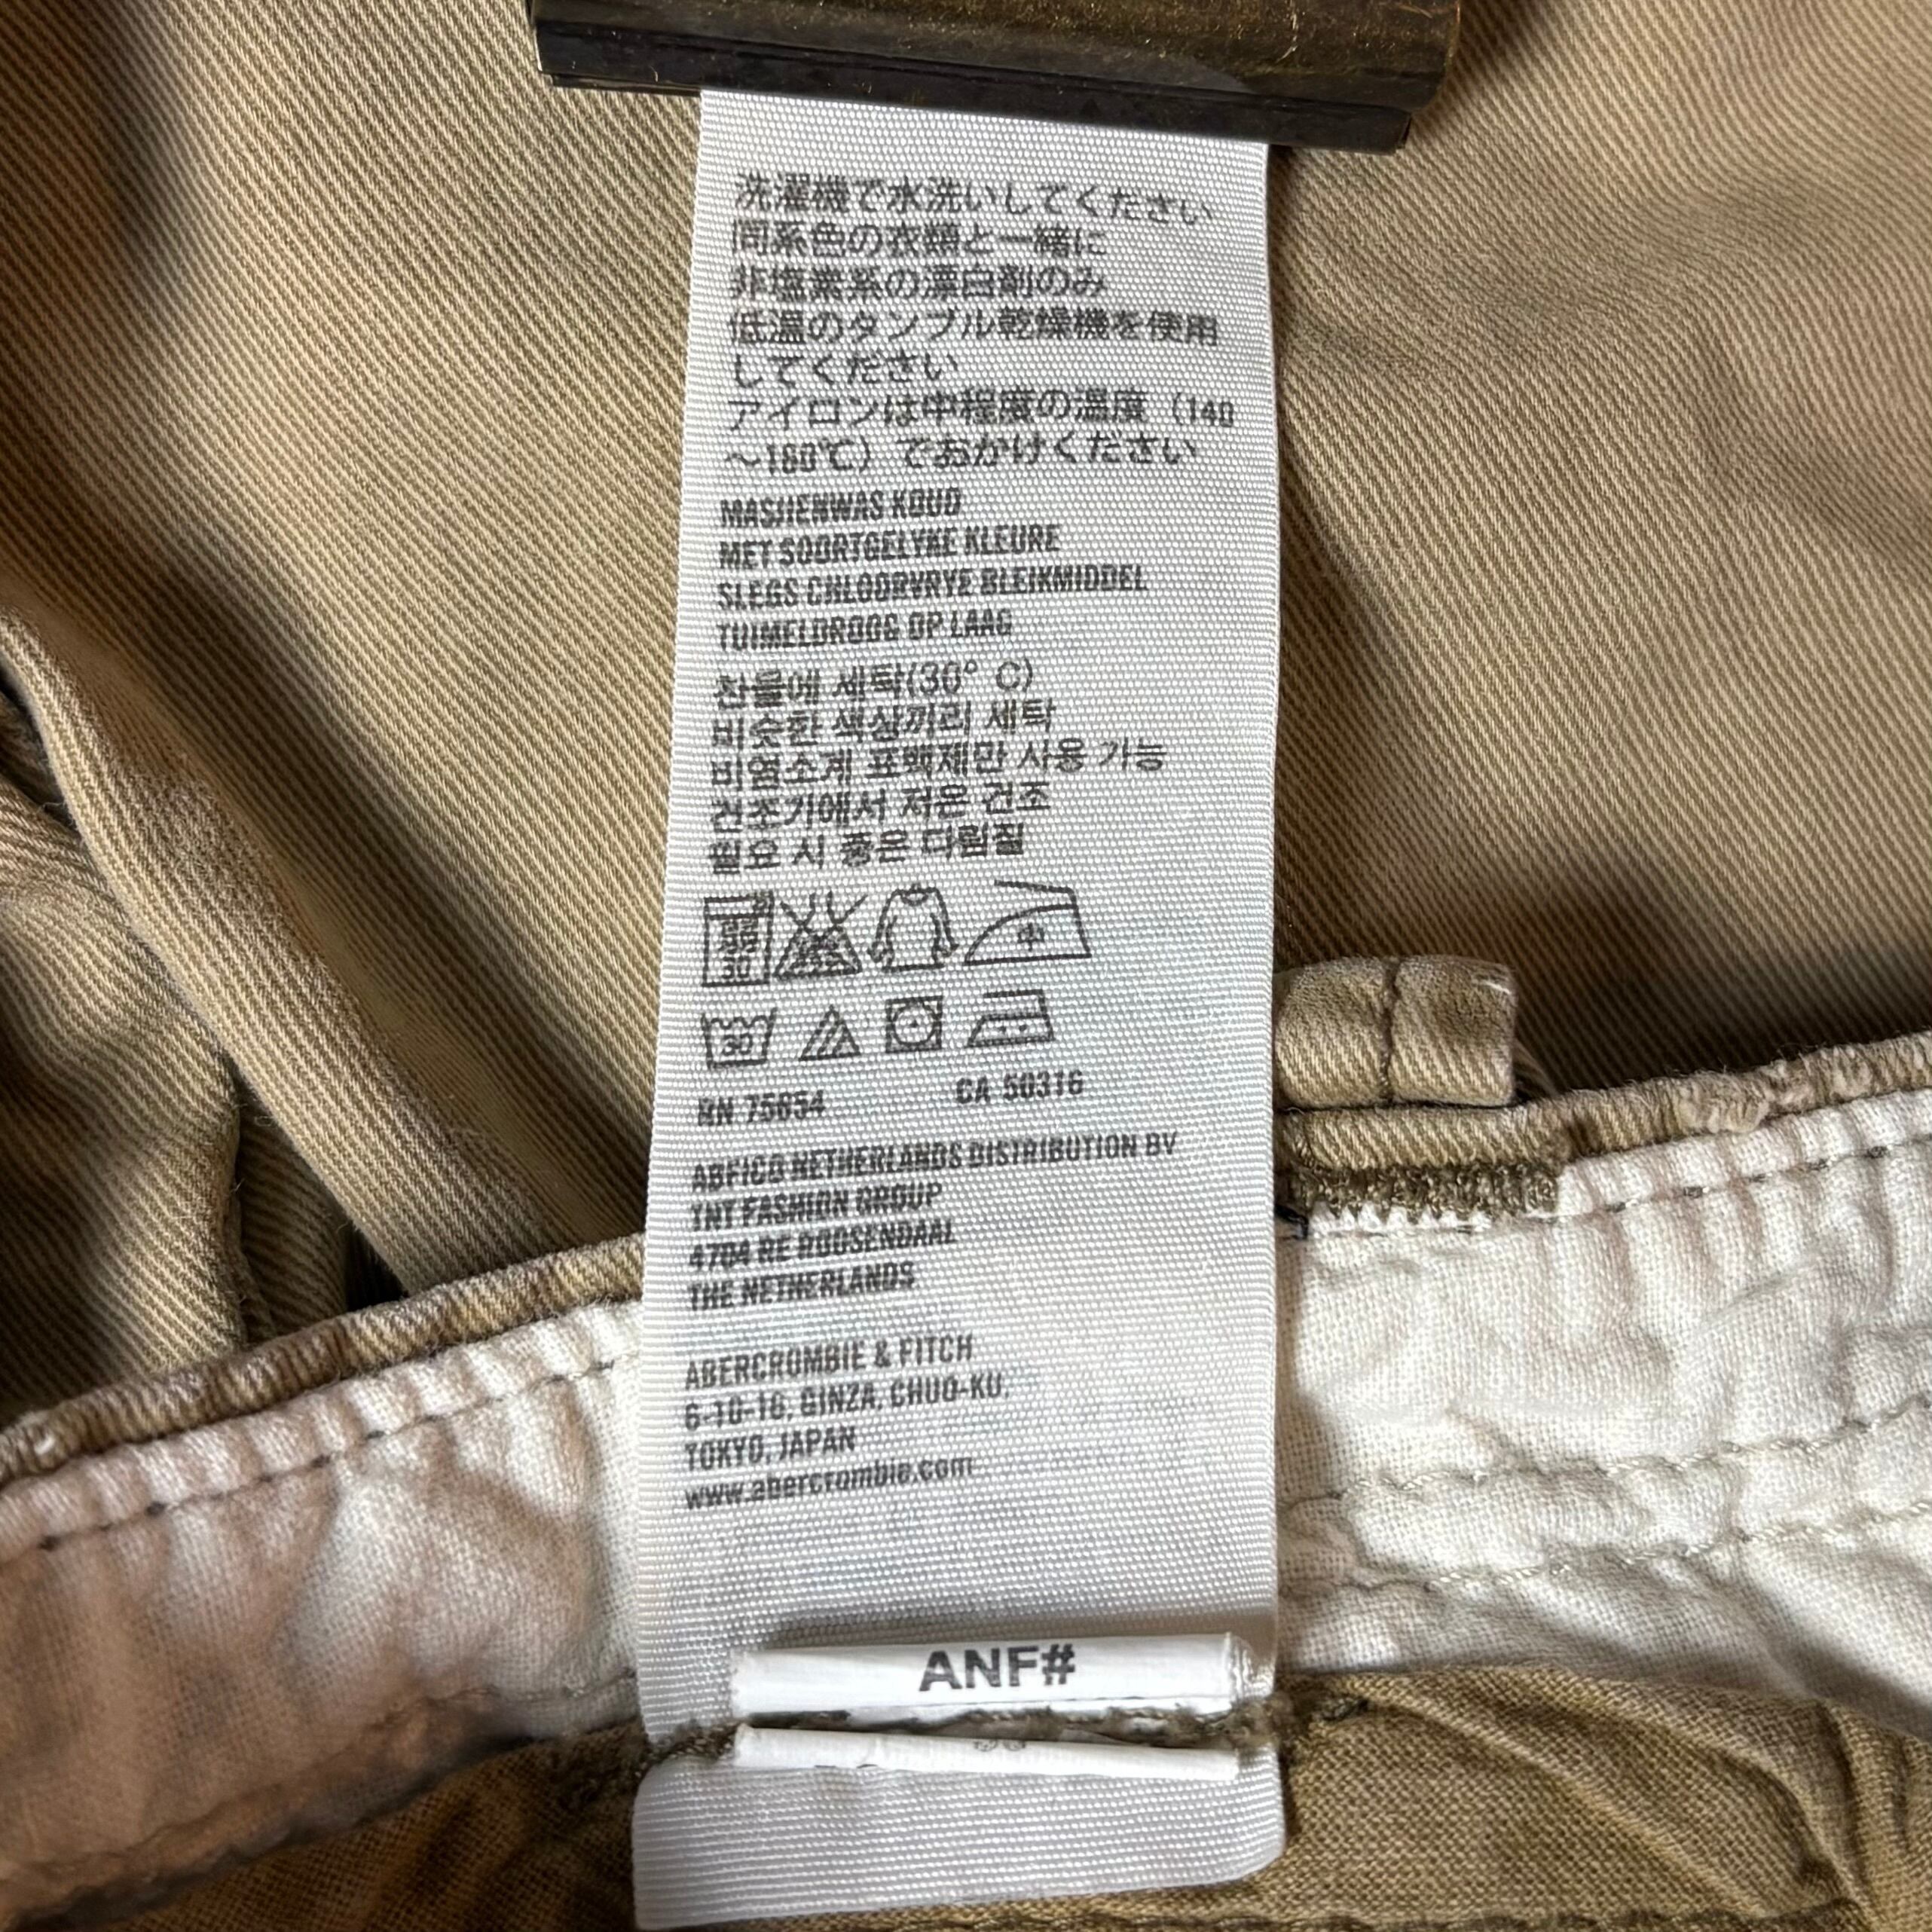 洗濯機で水洗いしてください
同系色の衣類と一緒に
非塩素系の漂白剤のみ
低温のタンブル乾燥機を使用
してください
アイロンは中程度の温度（140
～160℃）でおかけください
MASJIENWAS KOUD
MET SOORTGELYKE KLEURE
SLEGS CHLOORVRYE BLEIKMIDDEL
TUIMELDROOG OP LAAG
찬물에 세탁(30° C)
비슷한 색상끼리 세탁
비염소계 표백제만 사용 가능
건조기에서 저온 건조
필요 시 중온 다림질
30 中
30
RN 75654 CA 50316
ABFICO NETHERLANDS DISTRIBUTION BV
TNT FASHION GROUP
4704 RE ROOSENDAAL
THE NETHERLANDS
ABERCROMBIE & FITCH
6-10-16, GINZA, CHUO-KU,
TOKYO, JAPAN
www.abercrombie.com
ANF#